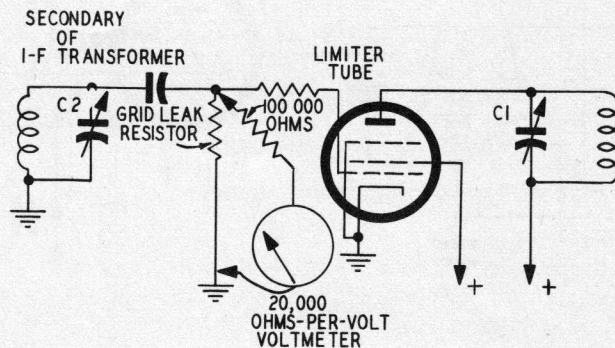 SECONDARY
OF
I-F TRANSFORMER
C2
GRID LEAK
RESISTOR
100 000
OHMS
LIMITER
TUBE
C1
+
+
20,000
OHMS-PER-VOLT
VOLTMETER